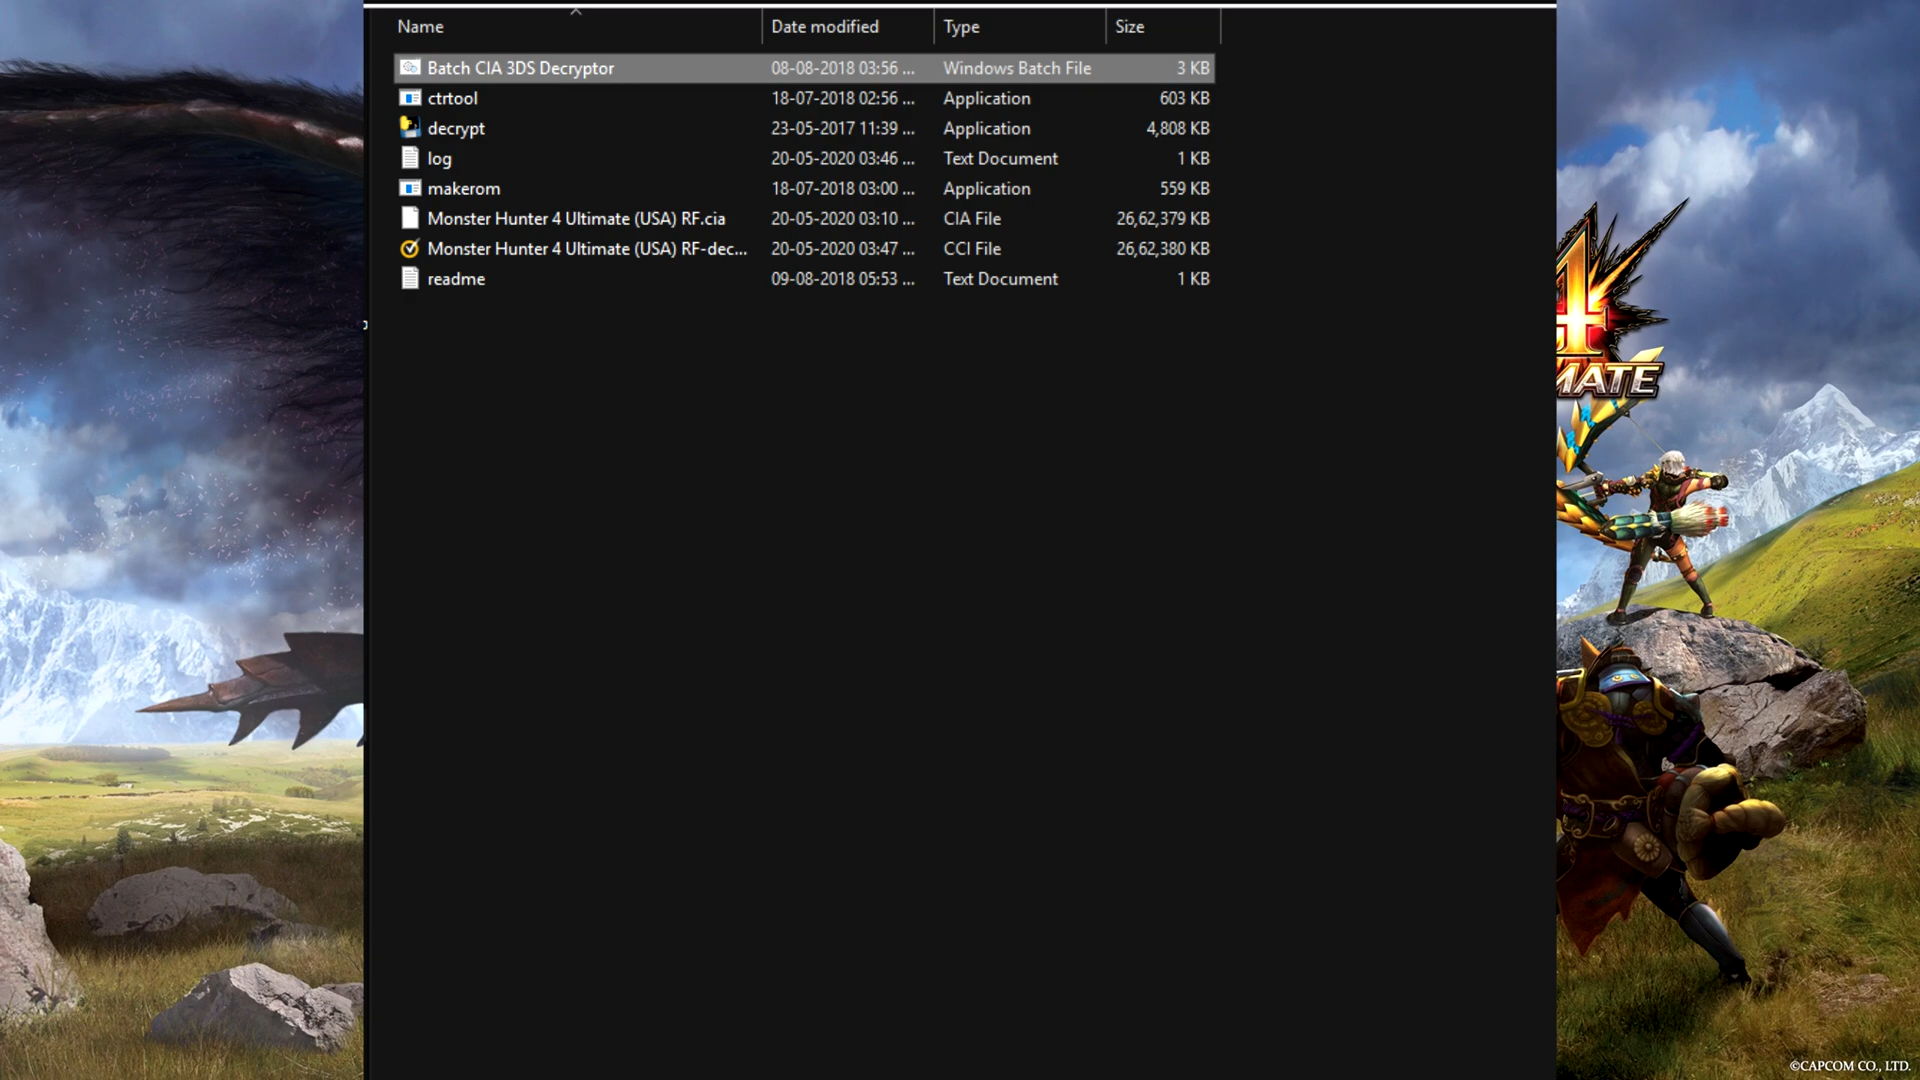 Name Date modified Type Size
Batch CIA 3DS Decryptor 08-08-2018 03:56 ... Windows Batch File 3 KB
ctrtool 18-07-2018 02:56 ... Application 603 KB
decrypt 23-05-2017 11:39 ... Application 4,808 KB
log 20-05-2020 03:46 ... Text Document 1 KB
makerom 18-07-2018 03:00 ... Application 559 KB
Monster Hunter 4 Ultimate (USA) RF.cia 20-05-2020 03:10 ... CIA File 26,62,379 KB
Monster Hunter 4 Ultimate (USA) RF-dec... 20-05-2020 03:47 ... CCI File 26,62,380 KB
readme 09-08-2018 05:53 ... Text Document 1 KB
4
MATE
©CAPCOM CO., LTD.